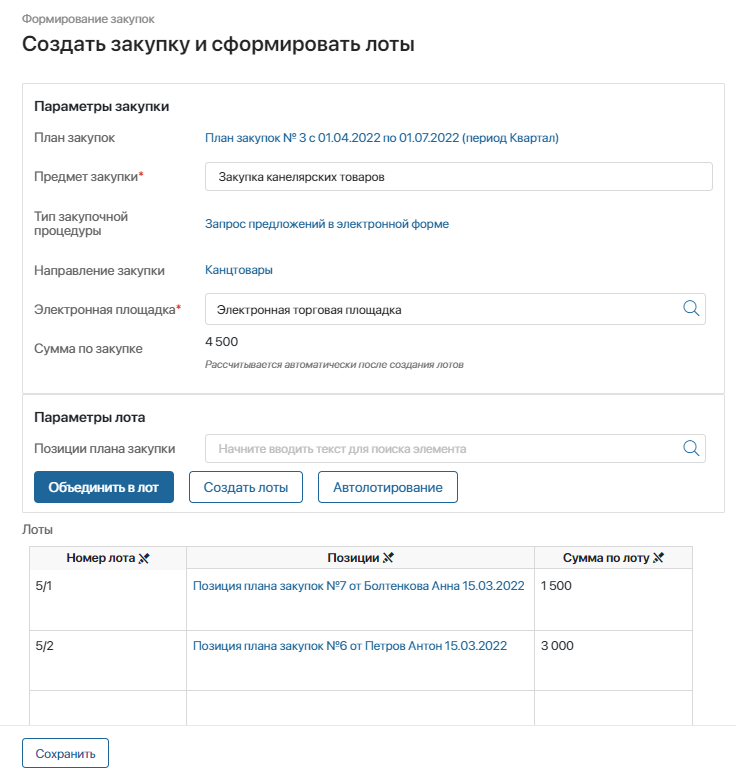 Формирование закупок
Создать закупку и сформировать лоты
Параметры закупки
План закупок
План закупок № 3 с 01.04.2022 по 01.07.2022 (период Квартал)
Предмет закупки*
Закупка канелярских товаров
Тип закупочной
процедуры
Запрос предложений в электронной форме
Направление закупки
Канцтовары
Электронная площадка*
Электронная торговая площадка
Сумма по закупке
4 500
Рассчитывается автоматически после создания лотов
Параметры лота
Позиции плана закупки
Начните вводить текст для поиска элемента
Объединить в лот
Создать лоты
Автолотирование
Лоты
Номер лота
Позиции
Сумма по лоту
5/1
Позиция плана закупок №7 от Болтенкова Анна 15.03.2022
1 500
5/2
Позиция плана закупок №6 от Петров Антон 15.03.2022
3 000
Сохранить